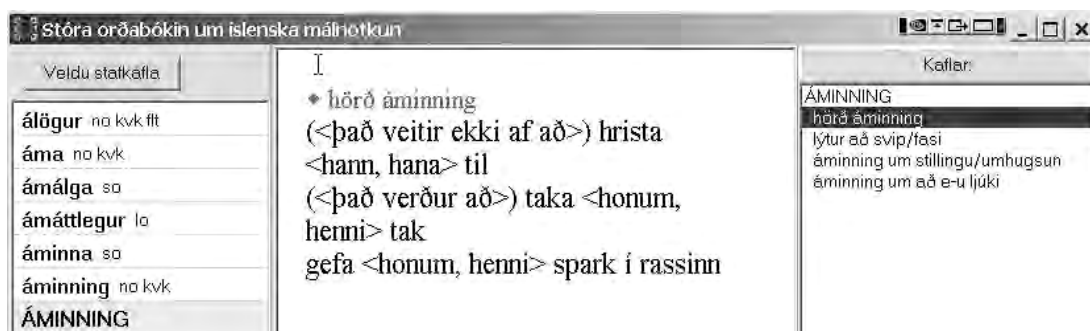 Stóra orðabókin um íslenska málnotkun
Veldu stafkafla
álögur no kvk flt
áma no kvk
ámálga so
ámáttlegur lo
áminna so
áminning no kvk
ÁMINNING
◆ hörð áminning
(<það veitir ekki af að>) hrista
<hann, hana> til
(<það verður að>) taka <honum,
henni> tak
gefa <honum, henni> spark í rassinn
Kaflar:
ÁMINNING
hörð áminning
lýtur að svip/fasi
áminning um stillingu/umhugsun
áminning um að e-u ljúki